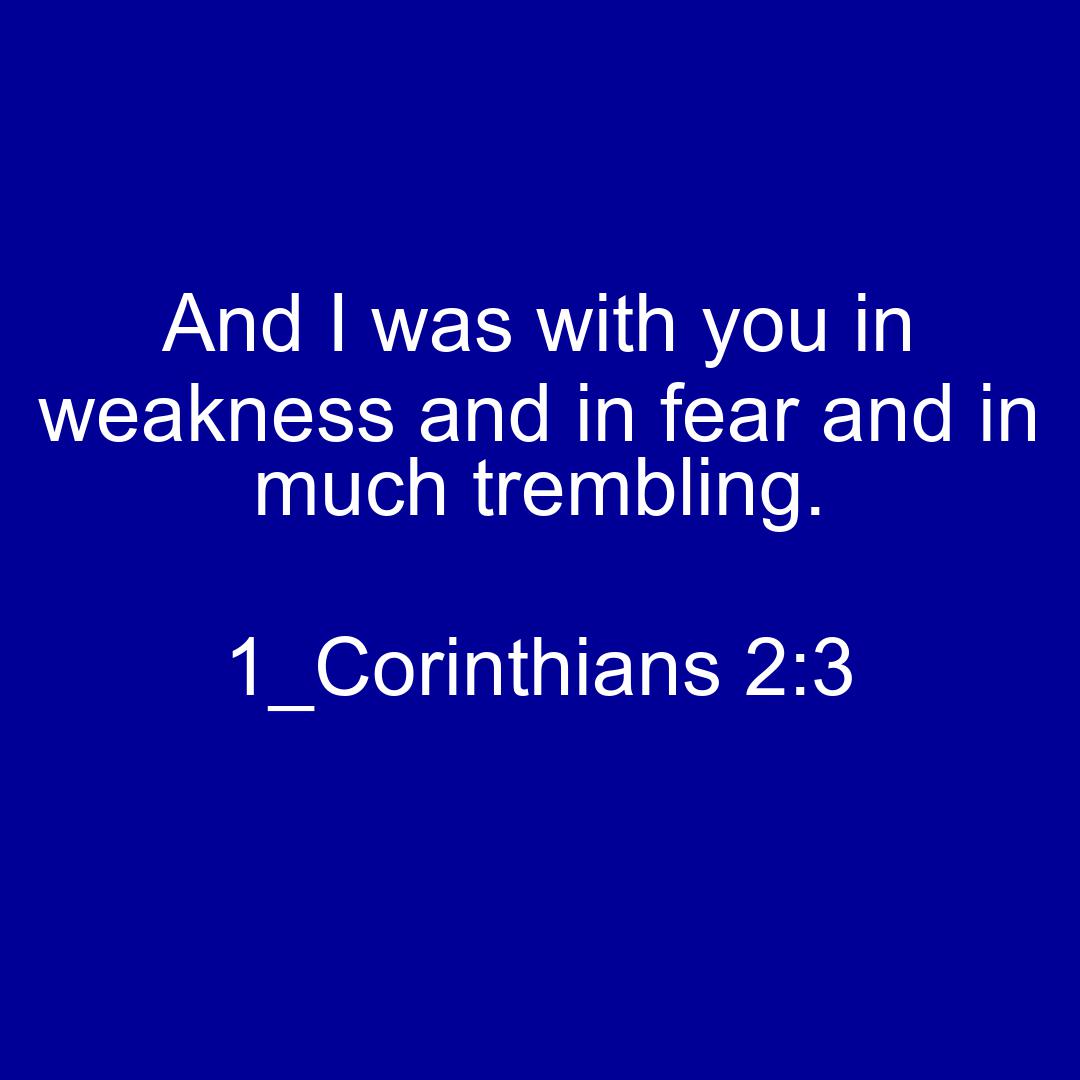 And I was with you in
weakness and in fear and in
much trembling.
1_Corinthians 2:3